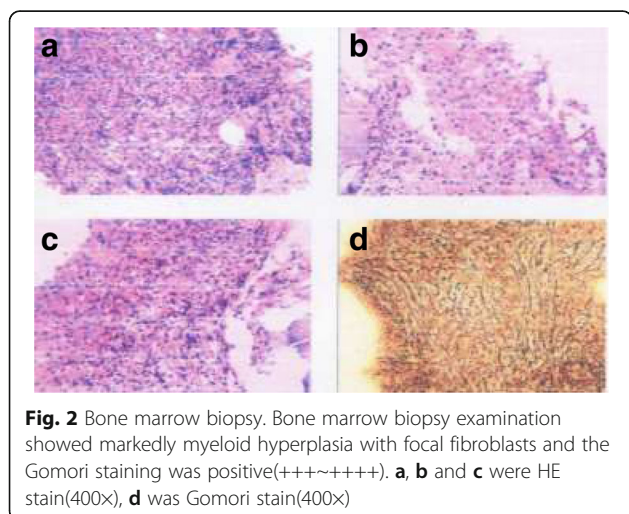 a
b
c
d
Fig. 2 Bone marrow biopsy. Bone marrow biopsy examination
showed markedly myeloid hyperplasia with focal fibroblasts and the
Gomori staining was positive(+++~++++). a, b and c were HE
stain(400×), d was Gomori stain(400×)